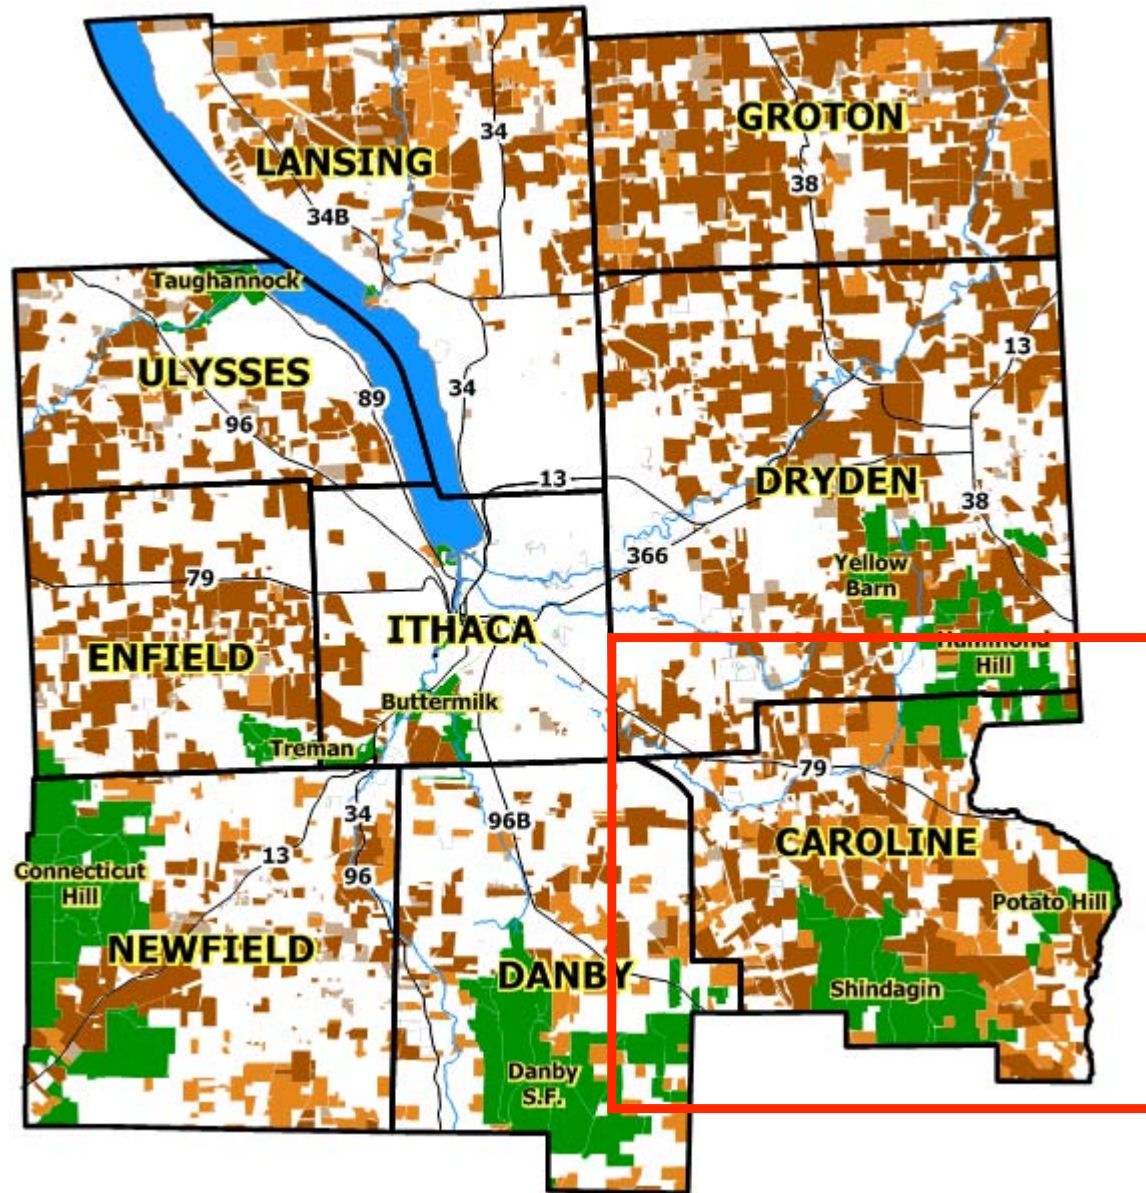 GROTON
34
LANSING
38
34B
Taughannock
13
ULYSSES
34
89
96
13
DRYDEN
38
366
Yellow
Barn
79
ITHACA
ENFIELD
Hammond
Hill
Buttermilk
Treman
79
34
96B
CAROLINE
13
96
Connecticut
Hill
Potato Hill
NEWFIELD
DANBY
Shindagin
Danby
S.F.